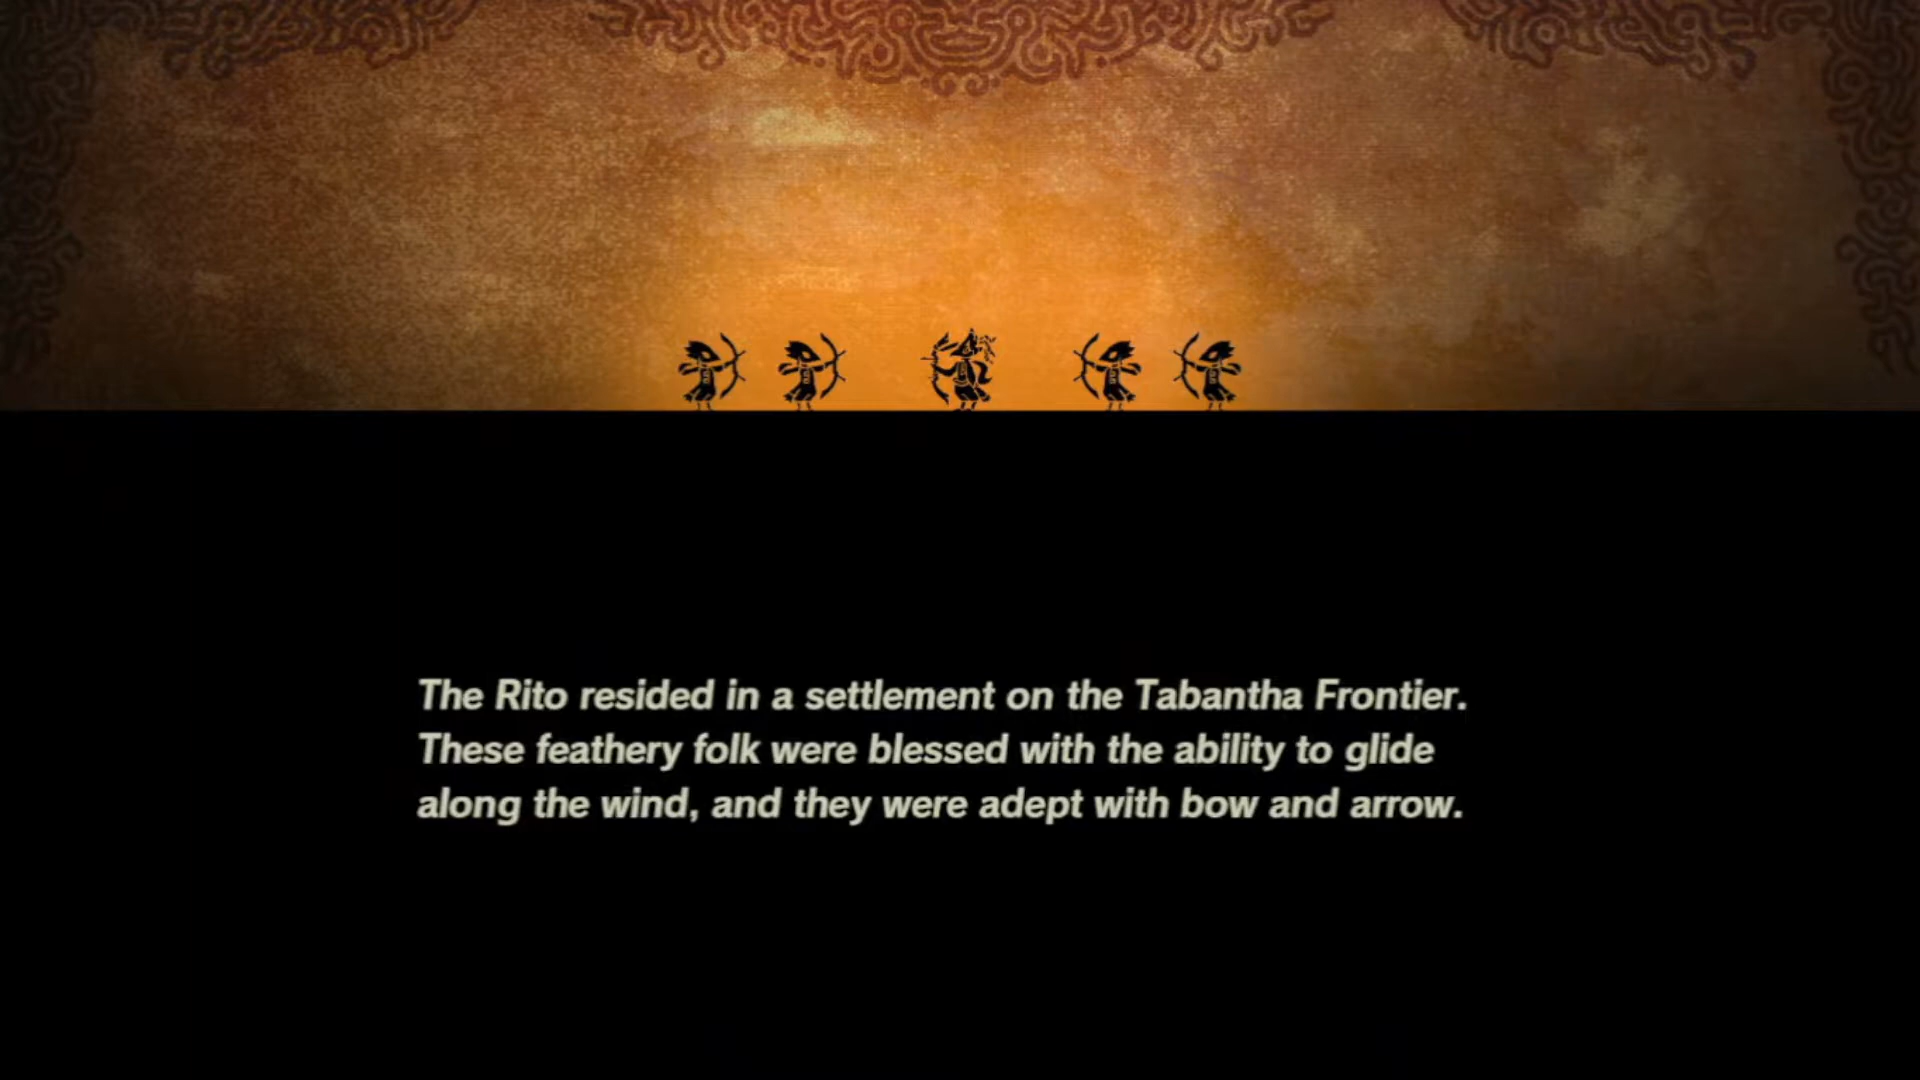 The Rito resided in a settlement on the Tabantha Frontier.
These feathery folk were blessed with the ability to glide
along the wind, and they were adept with bow and arrow.